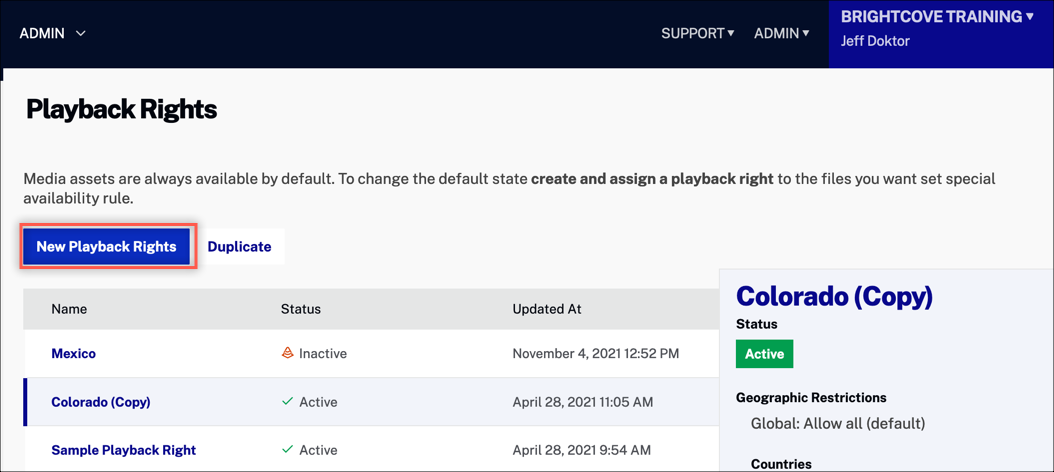 ADMIN
SUPPORT▾ ADMIN▾
BRIGHTCOVE TRAINING▾
Jeff Doktor
Playback Rights
Media assets are always available by default. To change the default state create and assign a playback right to the files you want set special
availability rule.
New Playback Rights Duplicate
Name Status Updated At
Mexico Inactive November 4, 2021 12:52 PM
Colorado (Copy) Active April 28, 2021 11:05 AM
Sample Playback Right Active April 28, 2021 9:54 AM
Colorado (Copy)
Status
Active
Geographic Restrictions
Global: Allow all (default)
Countries